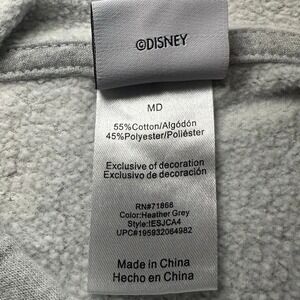 ©DISNEY
MD
55%Cotton/Algodón
45%Polyester/Poliéster
Exclusive of decoration
Exclusivo de decoración
RN#71866
Color:Heather Grey
Style:IESJCA4
UPC#195932064982
Made in China
Hecho en China